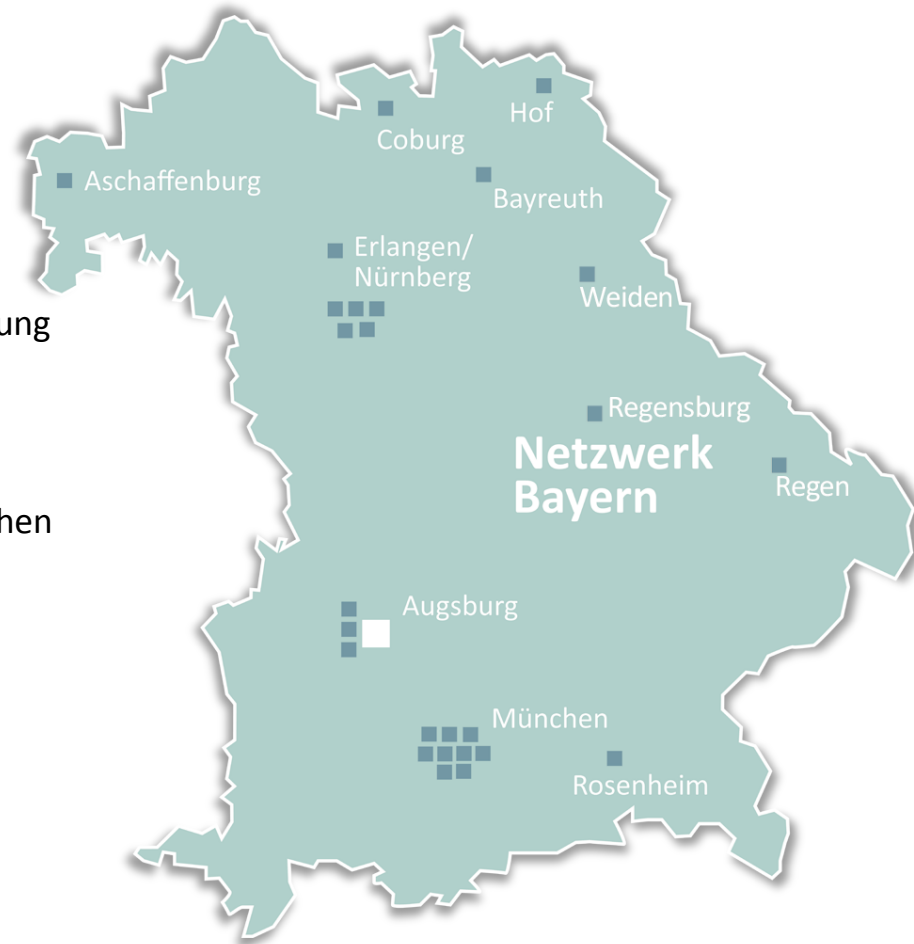 Hof
Coburg
Aschaffenburg
Bayreuth
Erlangen/
Nürnberg
Weiden
ung
Regensburg
Netzwerk
Bayern
Regen
hen
Augsburg
München
Rosenheim